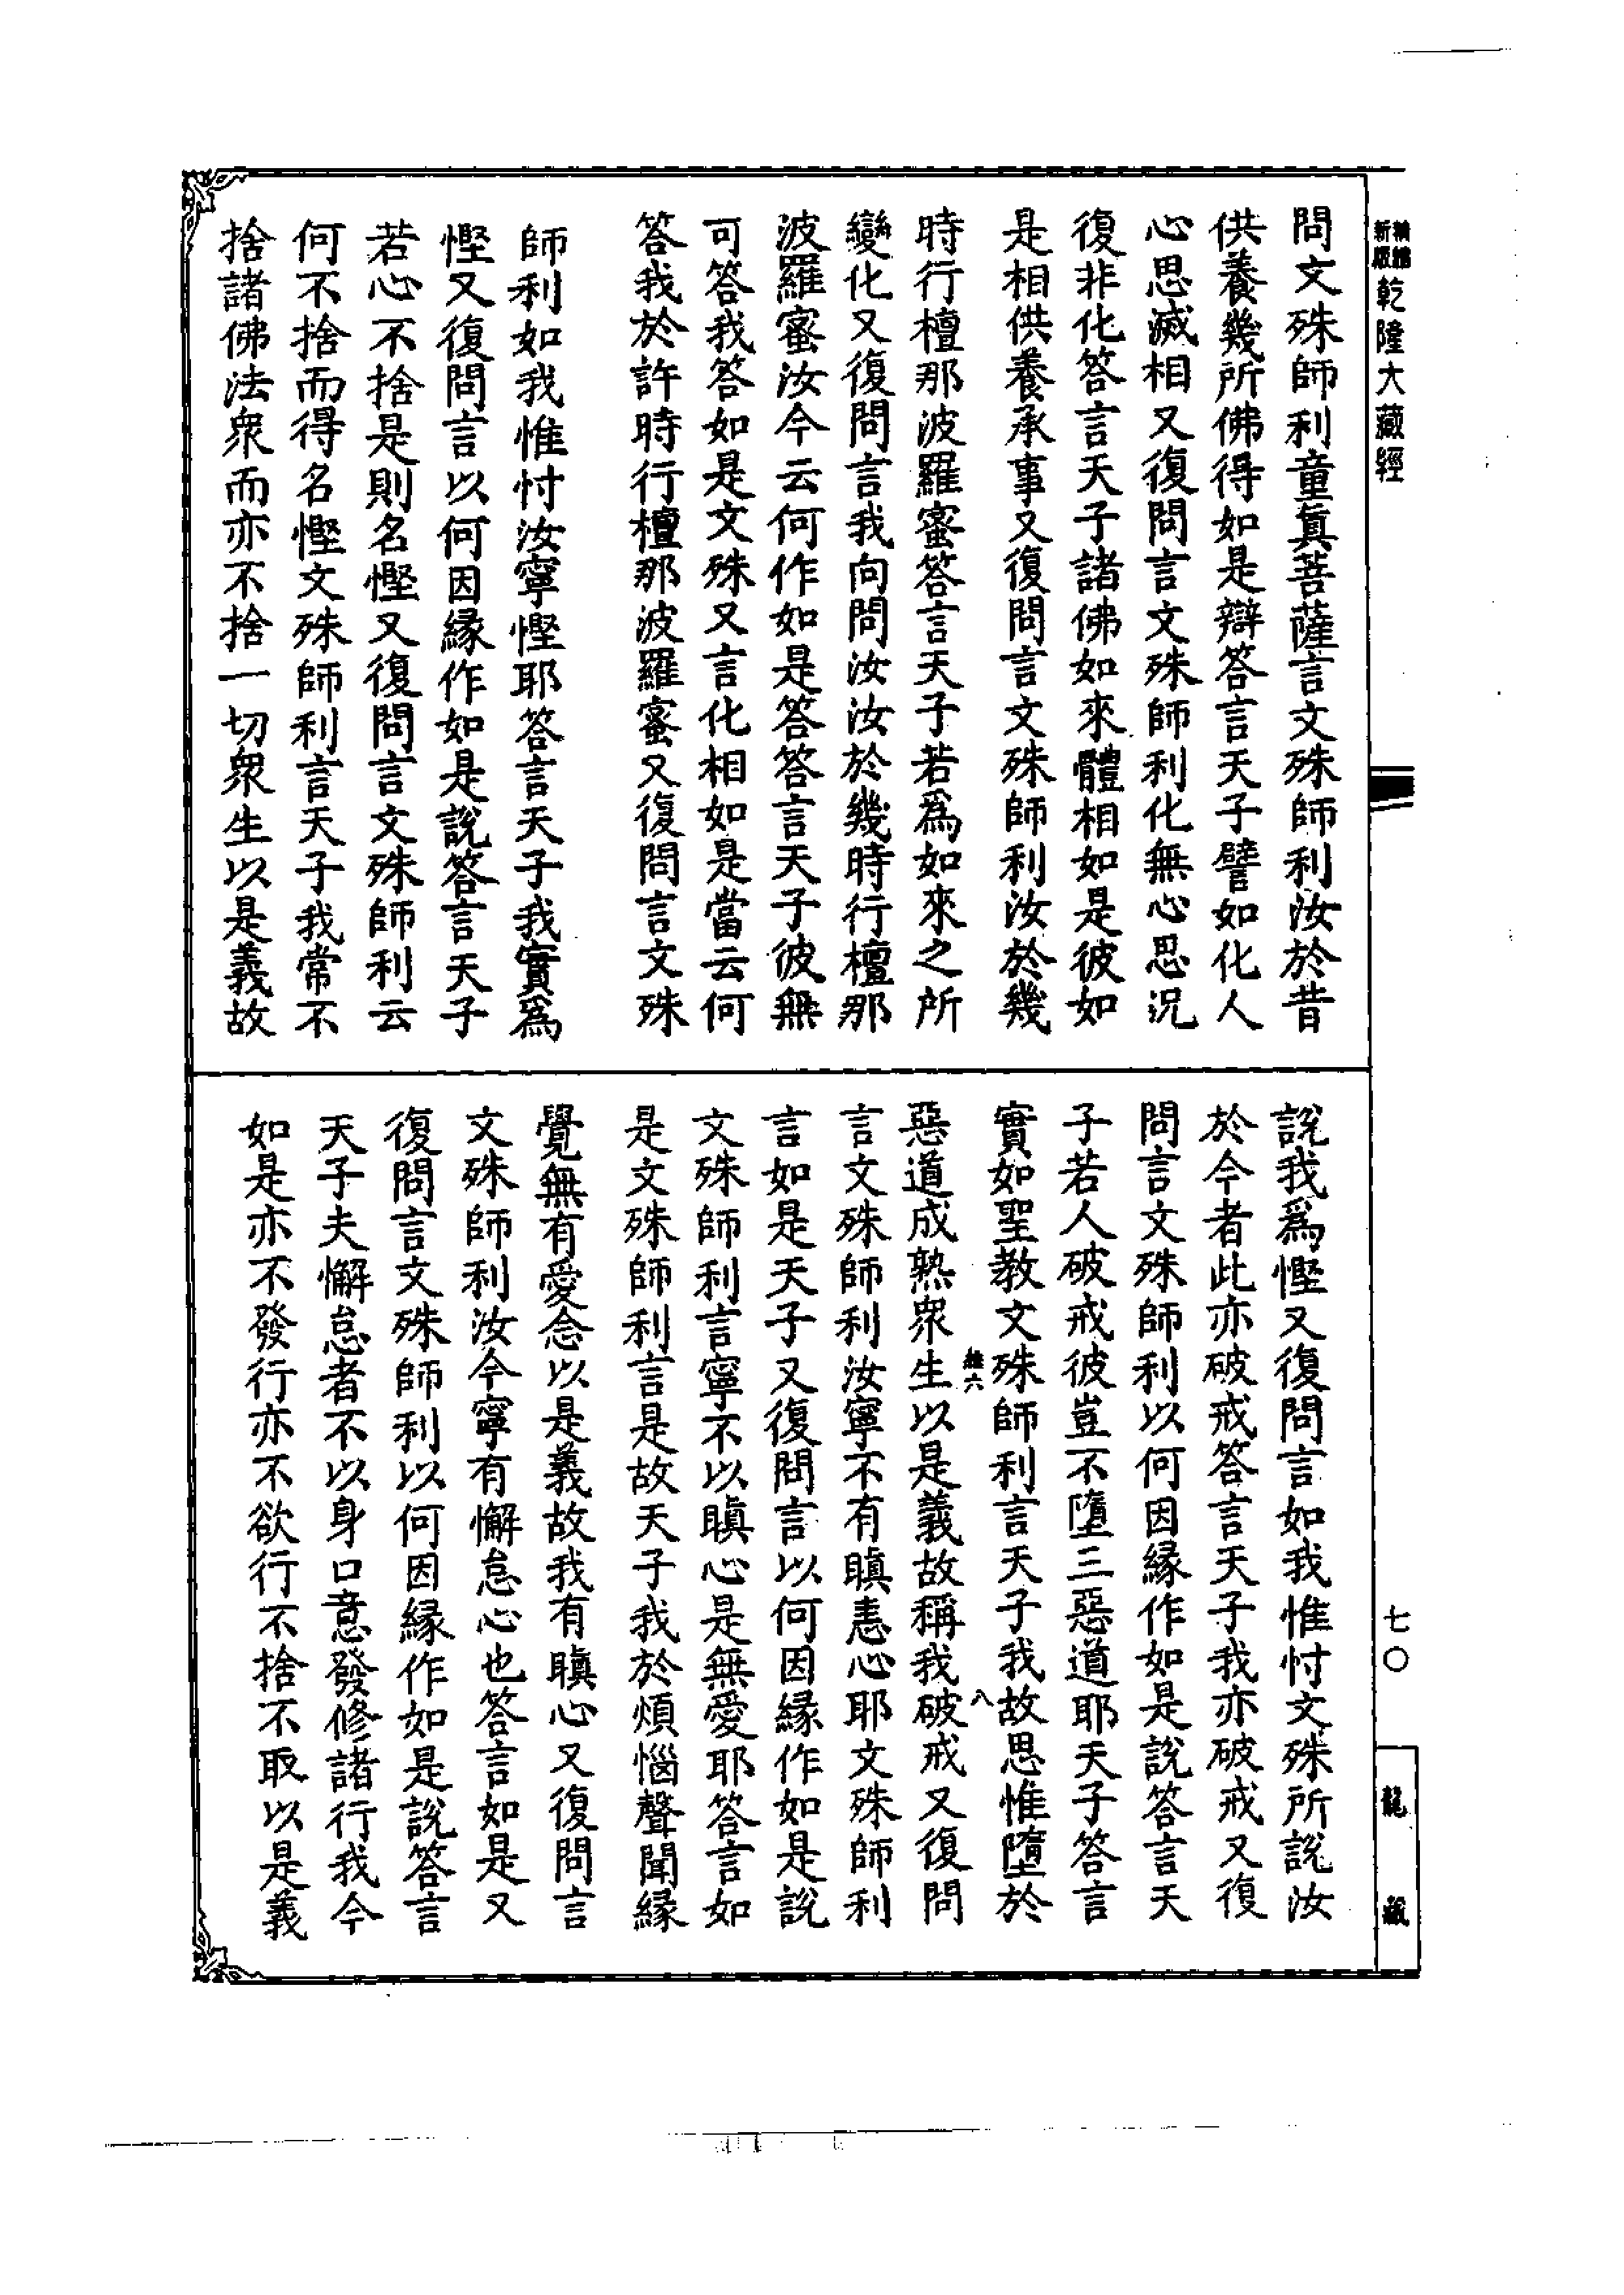 乾隆大藏經
問文殊師利童眞菩薩言文殊師利汝於昔
供養幾所佛得如是辯答言天子譬如化人
心思滅相又復問言文殊師利化無心思況
復非化答言天子諸佛如來體相如是彼如
是相供養承事又復問言文殊師利汝於幾
時行檀那波羅蜜答言天子若爲如來之所
變化又復問言我向問汝汝於幾時行檀那
波羅蜜汝今云何作如是答答言天子彼無
可答我答如是文殊又言化相如是當云何
答我於許時行檀那波羅蜜又復問言文殊
師利如我惟忖汝寧慳耶答言天子我實爲
慳又復問言以何因緣作如是說答言天子
若心不捨是則名慳又復問言文殊師利云
何不捨而得名慳文殊師利言天子我常不
捨諸佛法衆而亦不捨一切衆生以是義故
說我爲慳又復問言如我惟忖文殊所說汝
於今者此亦破戒答言天子我亦破戒又復
問言文殊師利以何因緣作如是說答言天
子若人破戒彼豈不墮三惡道耶天子答言
實如聖教文殊師利言天子我故思惟墮於
惡道成熟衆生以是義故稱我破戒又復問
言文殊師利汝寧不有瞋恚心耶文殊師利
言如是天子又復問言以何因緣作如是說
文殊師利言寧不以瞋心是無愛耶答言如
是文殊師利言是故天子我於煩惱聲聞緣
覺無有愛念以是義故我有瞋心又復問言
文殊師利汝今寧有懈怠心也答言如是又
復問言文殊師利以何因緣作如是說答言
天子夫懈怠者不以身口意發修諸行我今
如是亦不發行亦不欲行不捨不取以是義
七〇
龍藏